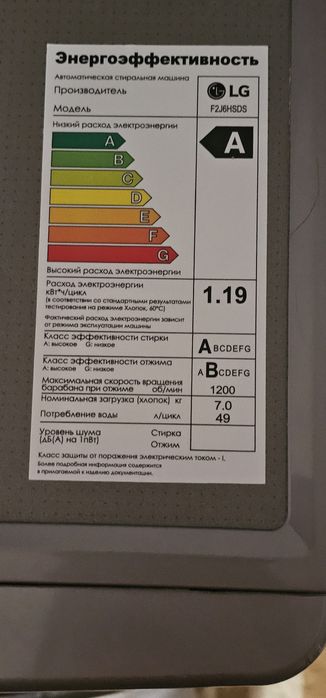 Энергоэффективность
Автоматическая стиральная машина
Производитель LG
Модель F2J6HSDS
Низкий расход электроэнергии
A A
B
C
D
E
F
G
Высокий расход электроэнергии
Расход электроэнергии
кВт*ч/цикл 1.19
(в соответствии со стандартными результатами
тестирования на режиме Хлопок, 60°C)
Фактический расход электроэнергии зависит
от режима эксплуатации машины
Класс эффективности стирки
A: высокое G: низкое ABCDEFG
Класс эффективности отжима
A: высокое G: низкое ABCDEFG
Максимальная скорость вращения
барабана при отжиме об/мин 1200
Номинальная загрузка (хлопок) кг 7.0
Потребление воды л/цикл 49
Уровень шума Стирка
(дБ(А) на 1пВт) Отжим
Класс защиты от поражения электрическим током - I.
Более подробная информация содержится
в прилагаемой к изделию документации.